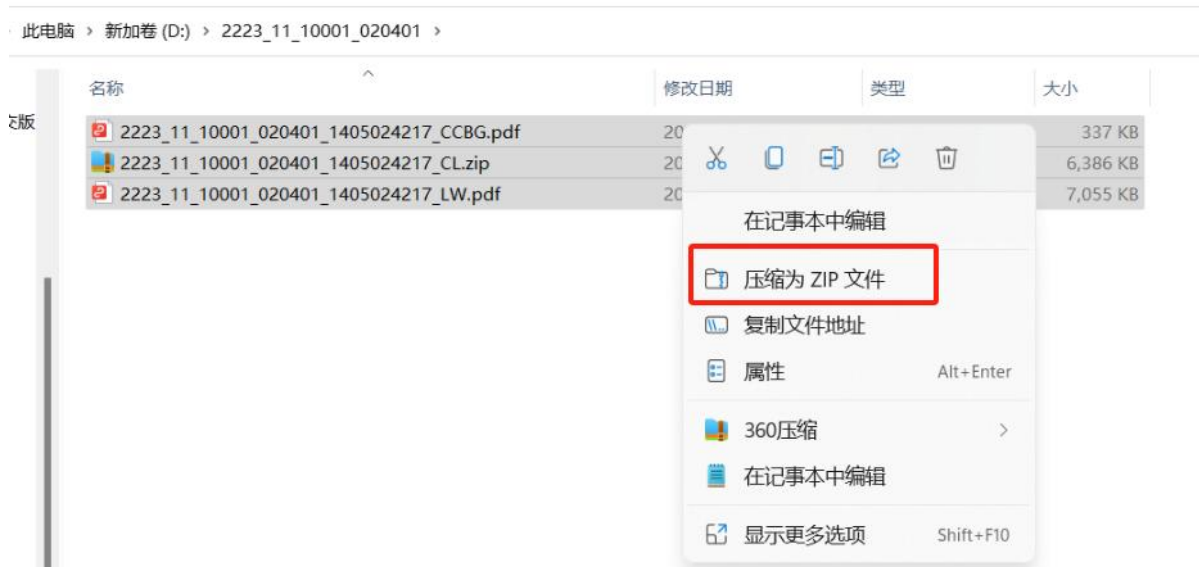 此电脑 > 新加卷 (D:) > 2223_11_10001_020401 >
名称 修改日期 类型 大小
2223_11_10001_020401_1405024217_CCBG.pdf 20 337 KB
2223_11_10001_020401_1405024217_CL.zip 20 6,386 KB
2223_11_10001_020401_1405024217_LW.pdf 20 7,055 KB
在记事本中编辑
压缩为 ZIP 文件
复制文件地址
属性 Alt+Enter
360压缩
在记事本中编辑
显示更多选项 Shift+F10